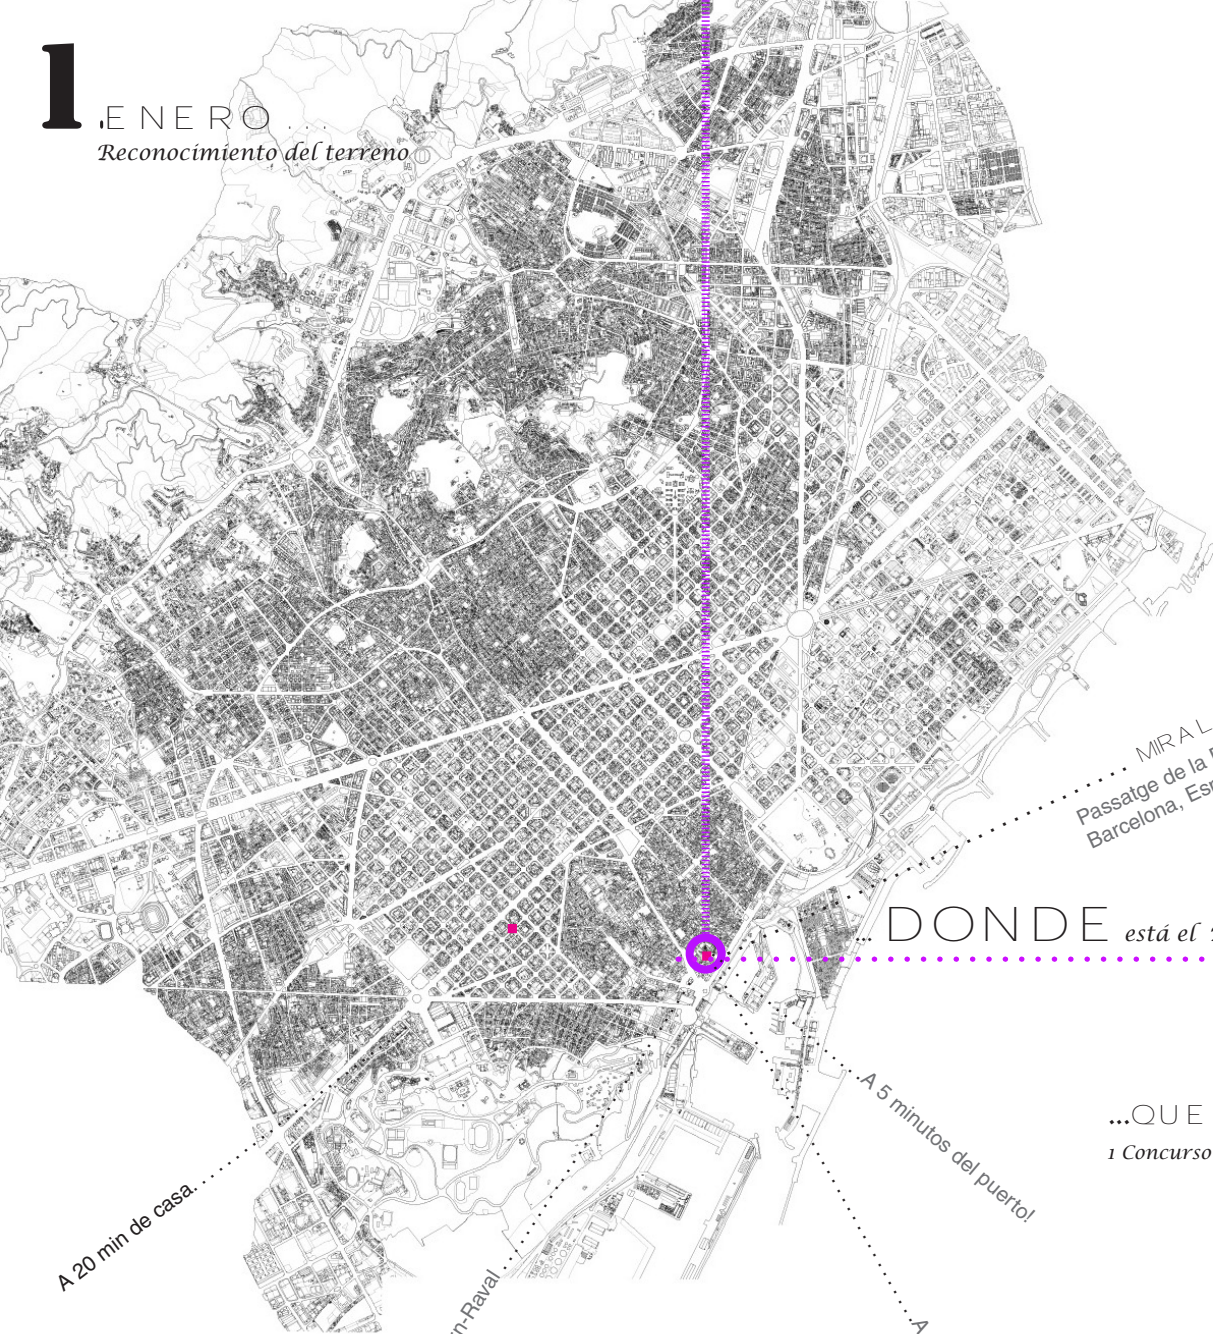 1.ENERO...
Reconocimiento del terreno
MIRAL
Passatge de la
Barcelona, Esp
... DONDE está el
A 5 minutos del puerto!
...QUE
1 Concurso
A 20 min de casa...
n-Raval
A